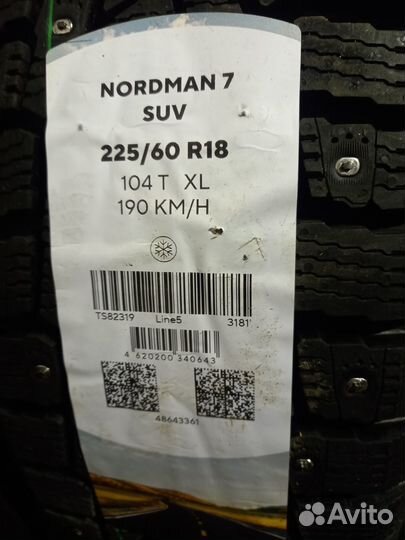 NORDMAN 7
SUV
225/60 R18
104 T XL
190 KM/H
TS82319 Line5 3181
4 620200 340643
48643361
Avito